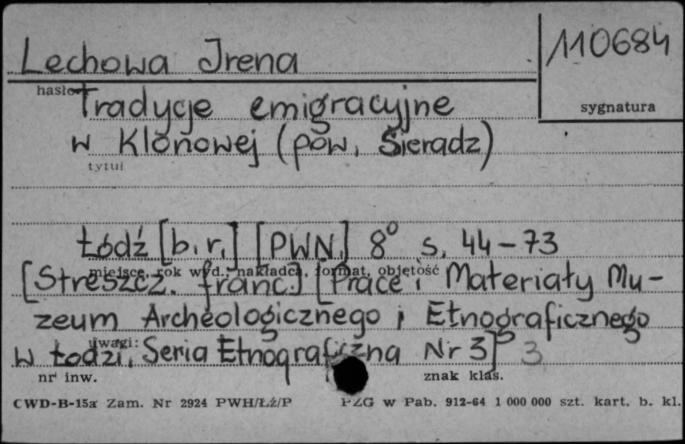 Lechowa Irena
110684
hasło
sygnatura
Tradycje emigracyjne
w Klonowej (pow. Sieradz)
tytuł
Łódź [b.r.] [PWN] 8° s. 44-73
miejsce, rok wyd., nakładca, format, objętość
[Streszcz. franc.] [Prace i Materiały Mu-
zeum Archeologicznego i Etnograficznego
uwagi:
w Łodzi, Seria Etnograficzna Nr 3] 3
nr inw.
znak klas.
CWD-B-15a Zam. Nr 2924 PWH/Łź/P PZG w Pab. 912-64 1 000 000 szt. kart. b. kl.